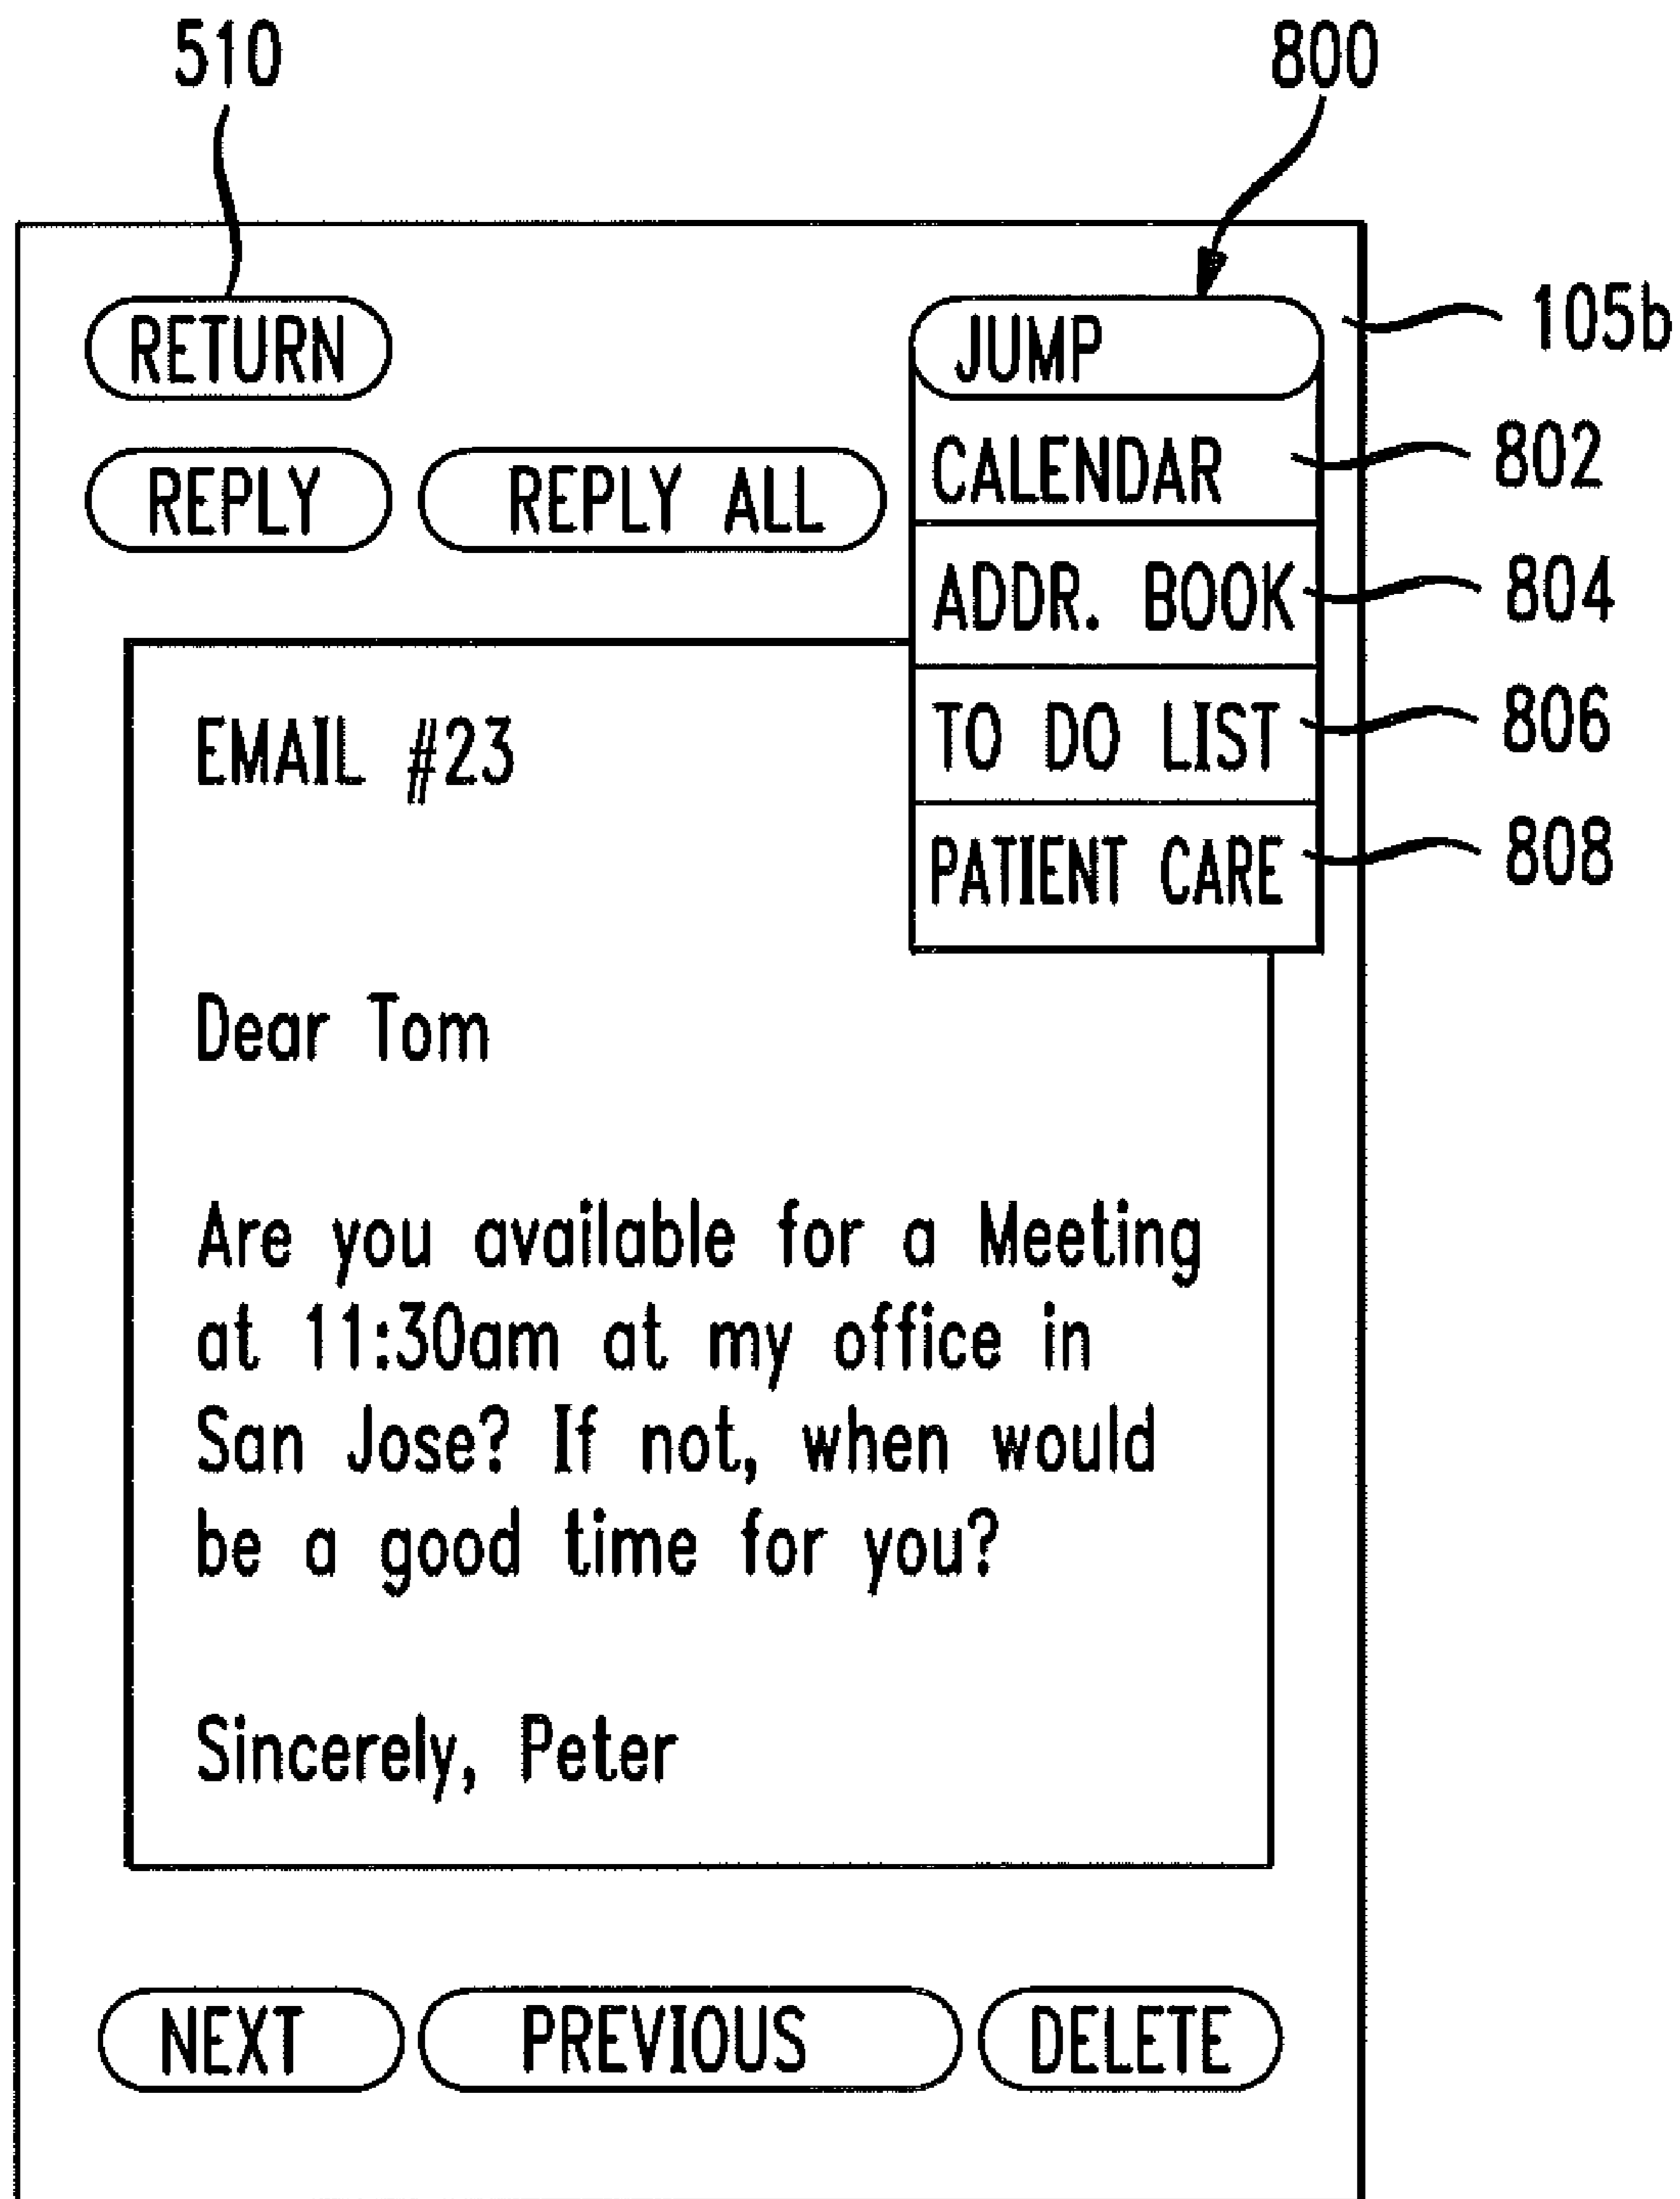 510 800
RETURN JUMP 105b
REPLY REPLY ALL CALENDAR 802
ADDR. BOOK 804
EMAIL #23 TO DO LIST 806
PATIENT CARE 808
Dear Tom
Are you available for a Meeting
at 11:30am at my office in
San Jose? If not, when would
be a good time for you?
Sincerely, Peter
NEXT PREVIOUS DELETE